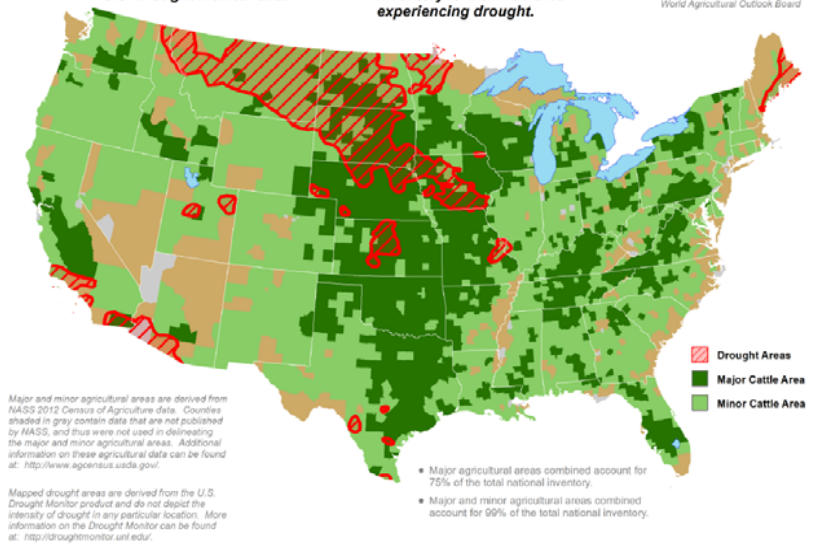 experiencing drought.
World Agricultural Outlook Board
Drought Areas
Major Cattle Area
Minor Cattle Area
Major and minor agricultural areas are derived from
NASS 2012 Census of Agriculture data. Counties
shaded in gray contain data that are not published
by NASS, and thus were not used in delineating
the major and minor agricultural areas. Additional
information on these agricultural data can be found
at: http://www.agcensus.usda.gov/.
Mapped drought areas are derived from the U.S.
Drought Monitor product and do not depict the
intensity of drought in any particular location. More
information on the Drought Monitor can be found
at: http://droughtmonitor.unl.edu/.
• Major agricultural areas combined account for
75% of the total national inventory.
• Major and minor agricultural areas combined
account for 99% of the total national inventory.